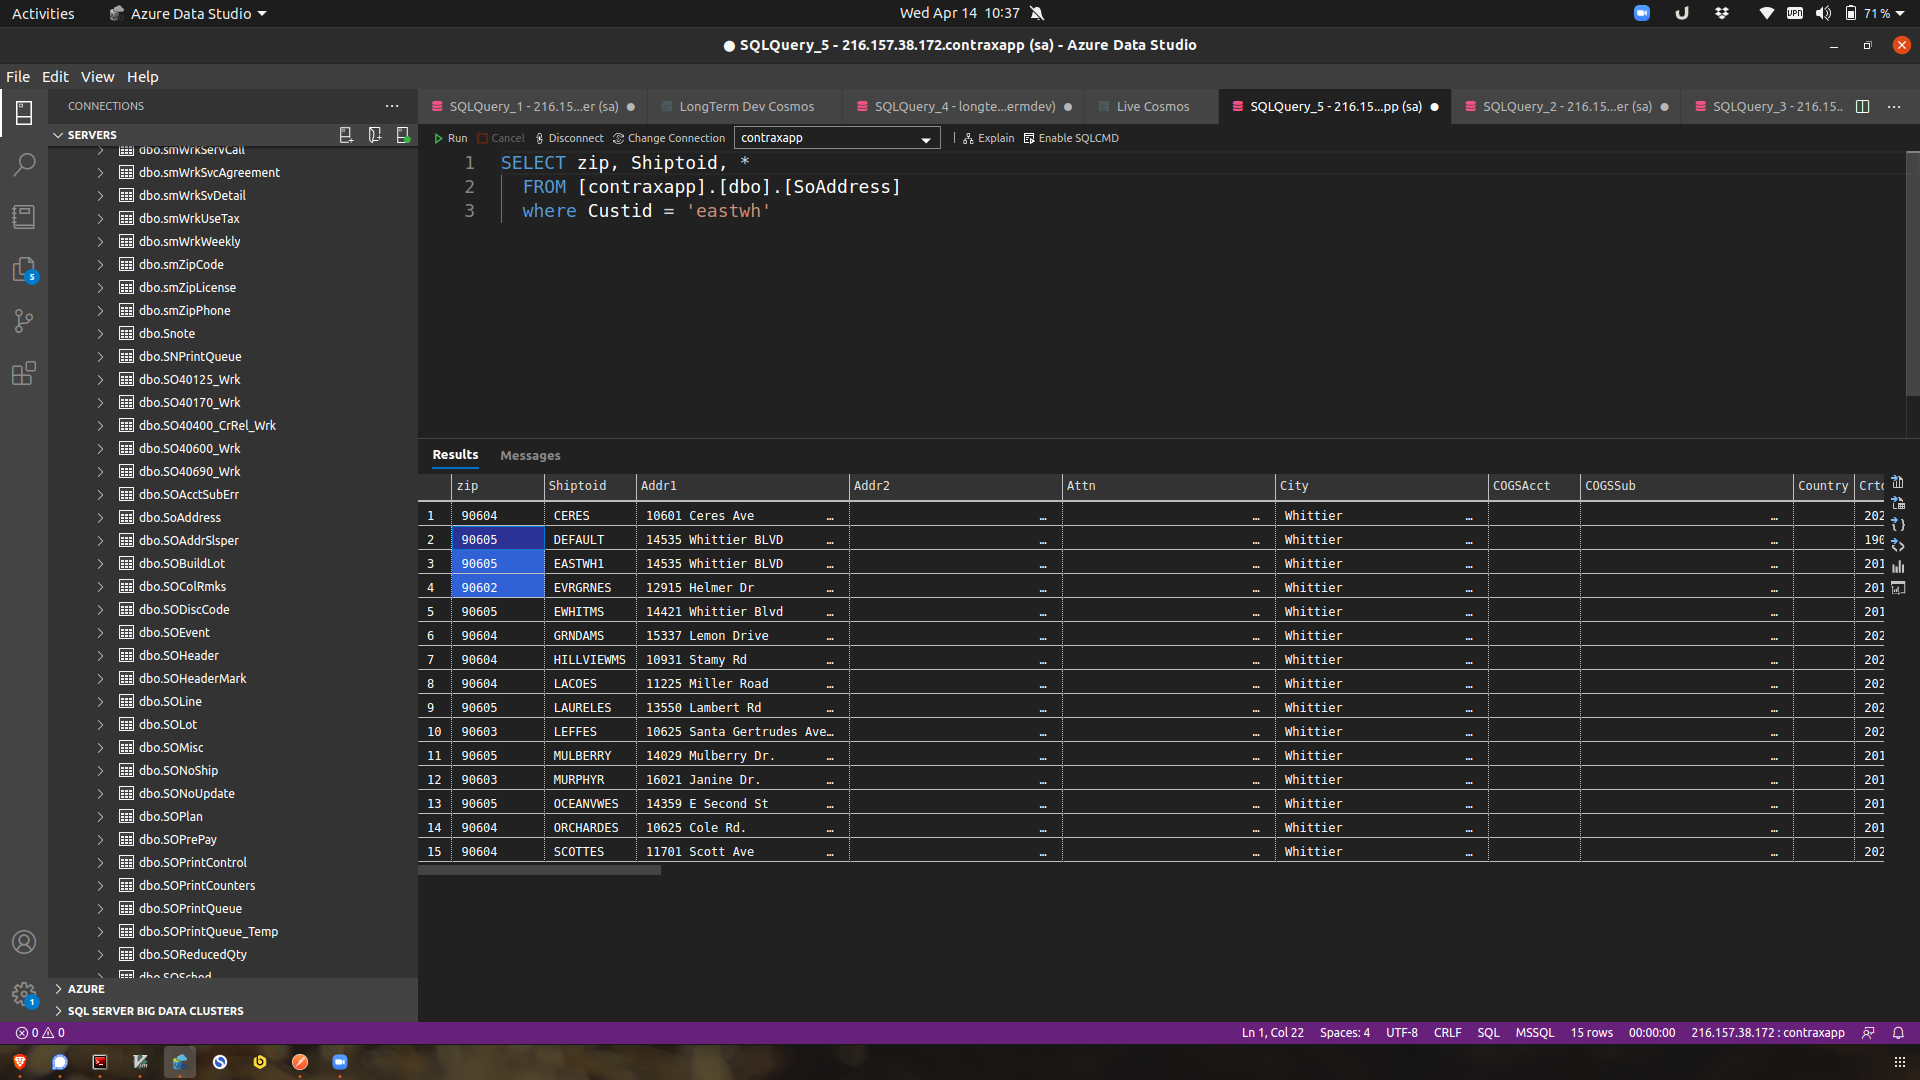 Activities
Azure Data Studio
Wed Apr 14 10:37
71 %
● SQLQuery_5 - 216.157.38.172.contraxapp (sa) - Azure Data Studio
File Edit View Help
CONNECTIONS
SERVERS
dbo.smWrkServCall
dbo.smWrkSvcAgreement
dbo.smWrkSvDetail
dbo.smWrkUseTax
dbo.smWrkWeekly
dbo.smZipCode
dbo.smZipLicense
dbo.smZipPhone
dbo.Snote
dbo.SNPrintQueue
dbo.SO40125_Wrk
dbo.SO40170_Wrk
dbo.SO40400_CrRel_Wrk
dbo.SO40600_Wrk
dbo.SO40690_Wrk
dbo.SOAcctSubErr
dbo.SoAddress
dbo.SOAddrSlsper
dbo.SOBuildLot
dbo.SOColRmks
dbo.SODiscCode
dbo.SOEvent
dbo.SOHeader
dbo.SOHeaderMark
dbo.SOLine
dbo.SOLot
dbo.SOMisc
dbo.SONoShip
dbo.SONoUpdate
dbo.SOPlan
dbo.SOPrePay
dbo.SOPrintControl
dbo.SOPrintCounters
dbo.SOPrintQueue
dbo.SOPrintQueue_Temp
dbo.SOReducedQty
dbo.SOSched
AZURE
SQL SERVER BIG DATA CLUSTERS
5
1
SQLQuery_1 - 216.15...er (sa) ●
LongTerm Dev Cosmos
SQLQuery_4 - longte...ermdev) ●
Live Cosmos
SQLQuery_5 - 216.15...pp (sa) ●
SQLQuery_2 - 216.15...er (sa) ●
SQLQuery_3 - 216.15...
Run Cancel Disconnect Change Connection contraxapp Explain Enable SQLCMD
1 SELECT zip, Shiptoid, *
2 FROM [contraxapp].[dbo].[SoAddress]
3 where Custid = 'eastwh'
Results Messages
zip Shiptoid Addr1 Addr2 Attn City COGSAcct COGSSub Country Crtd
1 90604 CERES 10601 Ceres Ave … … … Whittier … … 202
2 90605 DEFAULT 14535 Whittier BLVD … … … Whittier … … 190
3 90605 EASTWH1 14535 Whittier BLVD … … … Whittier … … 201
4 90602 EVRGRNES 12915 Helmer Dr … … … Whittier … … 201
5 90605 EWHITMS 14421 Whittier Blvd … … … Whittier … … 201
6 90604 GRNDAMS 15337 Lemon Drive … … … Whittier … … 202
7 90604 HILLVIEWMS 10931 Stamy Rd … … … Whittier … … 202
8 90604 LACOES 11225 Miller Road … … … Whittier … … 202
9 90605 LAURELES 13550 Lambert Rd … … … Whittier … … 202
10 90603 LEFFES 10625 Santa Gertrudes Ave… … … Whittier … … 202
11 90605 MULBERRY 14029 Mulberry Dr. … … … Whittier … … 201
12 90603 MURPHYR 16021 Janine Dr. … … … Whittier … … 201
13 90605 OCEANVWES 14359 E Second St … … … Whittier … … 201
14 90604 ORCHARDES 10625 Cole Rd. … … … Whittier … … 201
15 90604 SCOTTES 11701 Scott Ave … … … Whittier … … 202
0 0
Ln 1, Col 22 Spaces: 4 UTF-8 CRLF SQL MSSQL 15 rows 00:00:00 216.157.38.172 : contraxapp